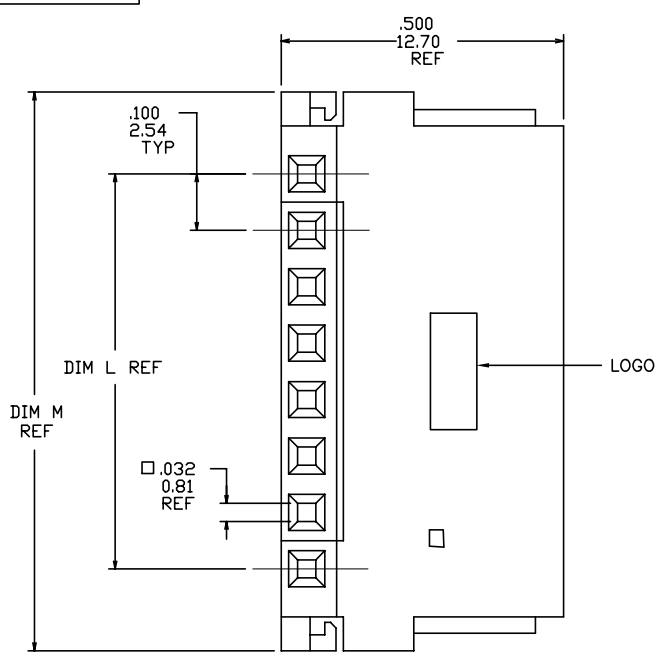 .500
12.70
REF
.100
2.54
TYP
DIM L REF
LOGO
DIM M
REF
□ .032
0.81
REF